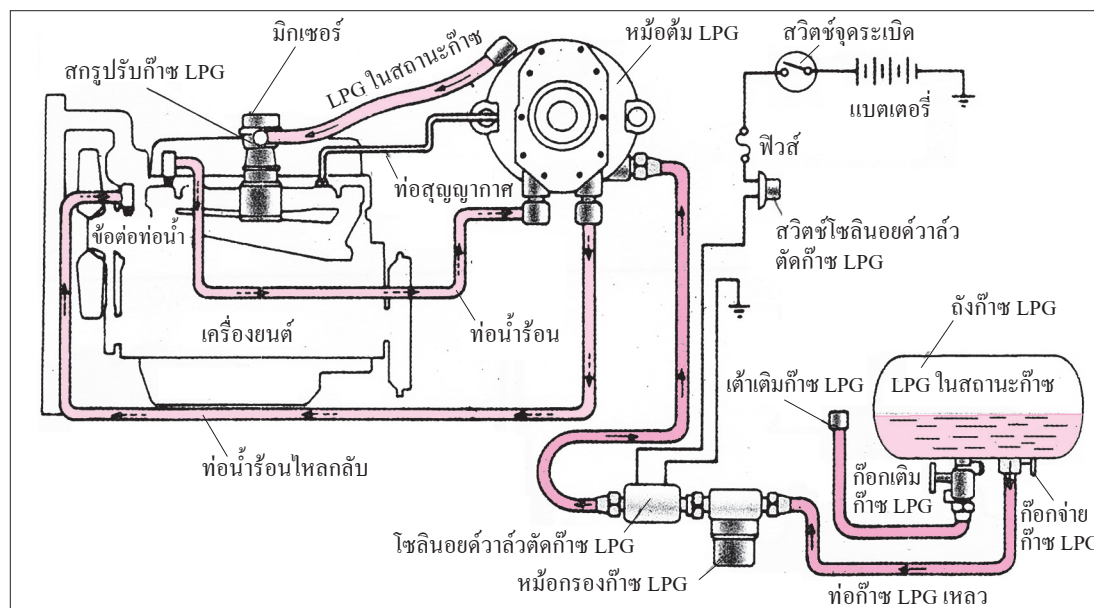 มิกเซอร์
หม้อต้ม LPG
สวิตช์จุดระเบิด
สกรูปรับก๊าซ LPG
LPG ในสถานะก๊าซ
แบตเตอรี่
ฟิวส์
ท่อสุญญากาศ
ข้อต่อท่อน้ำ
สวิตช์โซลินอยด์วาล์ว
ตัดก๊าซ LPG
เครื่องยนต์
ท่อน้ำร้อน
ถังก๊าซ LPG
เต้าเติมก๊าซ LPG
LPG ในสถานะก๊าซ
ท่อน้ำร้อนไหลกลับ
ก๊อกเติม
ก๊าซ LPG
ก๊อกจ่าย
ก๊าซ LPG
โซลินอยด์วาล์วตัดก๊าซ LPG
หม้อกรองก๊าซ LPG
ท่อก๊าซ LPG เหลว